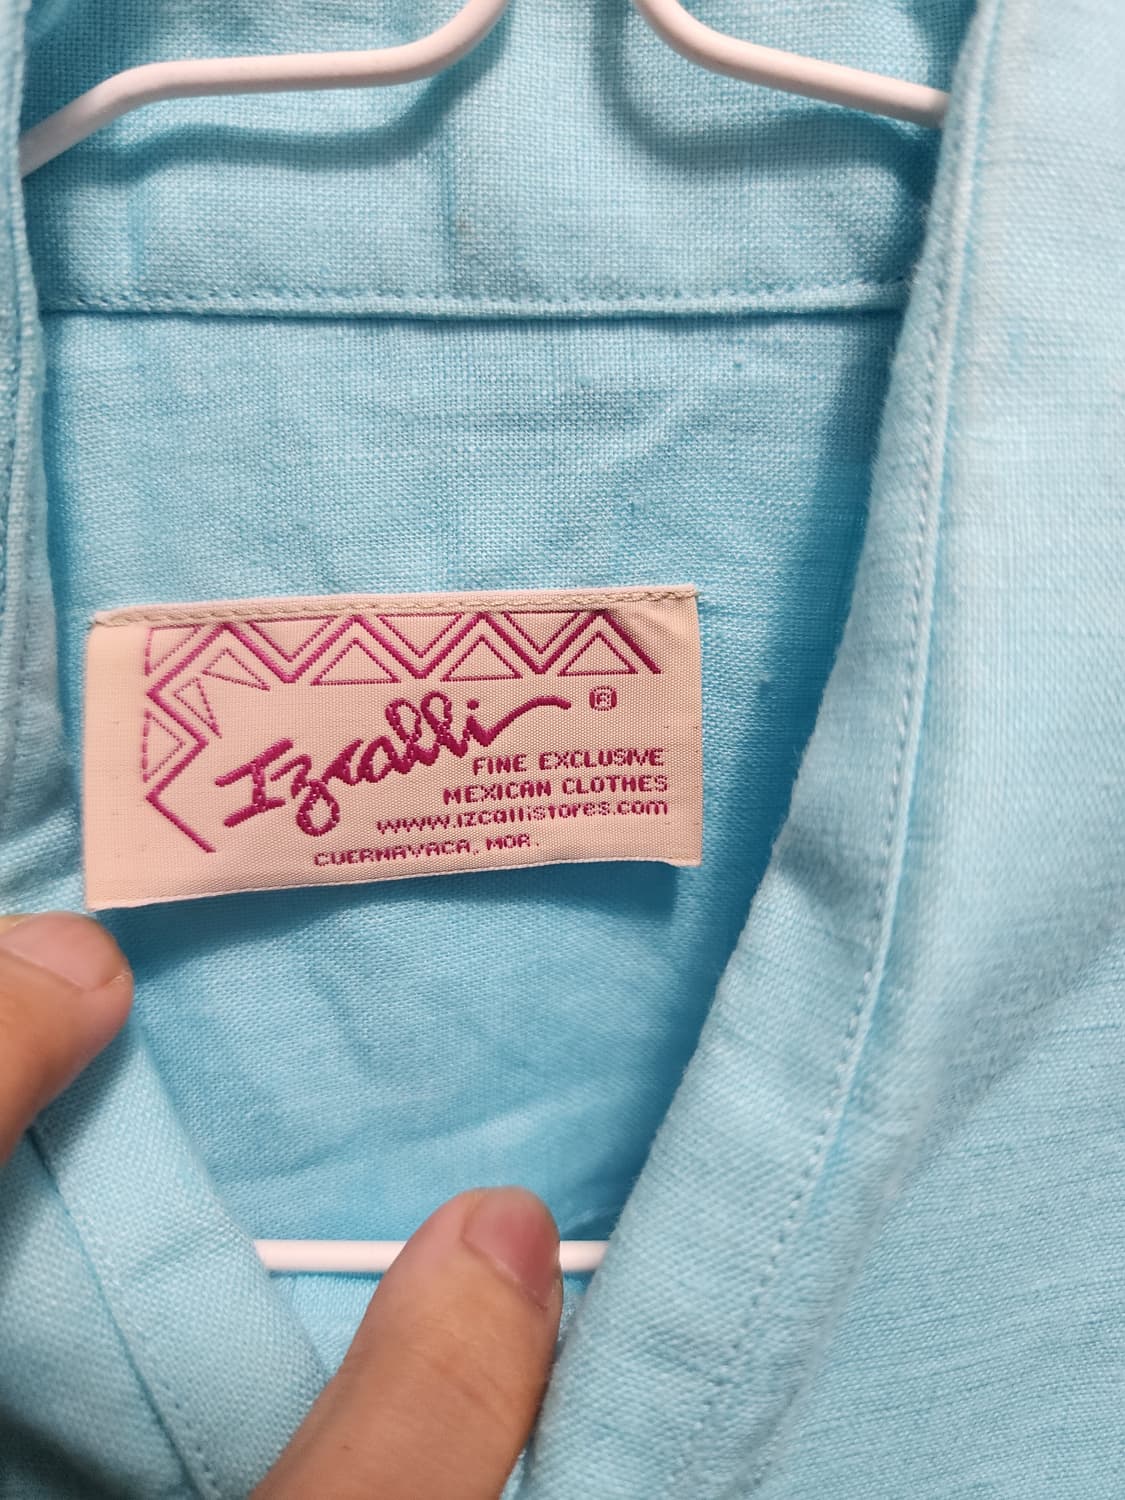 Izcalli ®
FINE EXCLUSIVE
MEXICAN CLOTHES
www.izcallistores.com
CUERNAVACA, MOR.